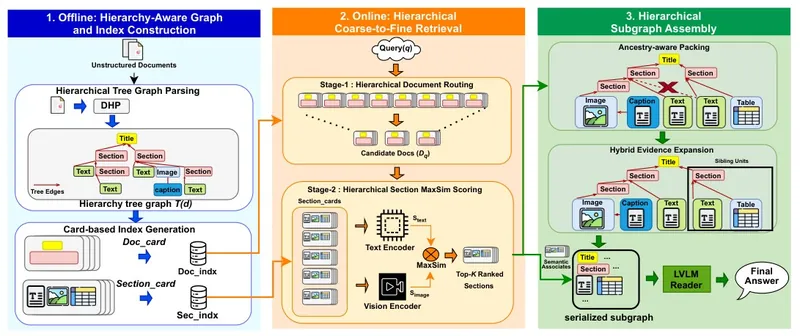 1. Offline: Hierarchy-Aware Graph
and Index Construction
Unstructured Documents
Hierarchical Tree Graph Parsing
DHP
Title
Section
Section
Text
Section
Text
Image
Section
Text
caption
Text
Tree Edges
Hierarchy tree graph T(d)
Card-based Index Generation
Doc_card
Doc_indx
Section_card
Sec_indx
2. Online: Hierarchical
Coarse-to-Fine Retrieval
Query(q)
Stage-1 : Hierarchical Document Routing
Candidate Docs (Dq)
Stage-2 : Hierarchical Section MaxSim Scoring
Section_cards
Text Encoder
Stext
MaxSim
Vision Encoder
Simage
Top-K Ranked
Sections
3. Hierarchical
Subgraph Assembly
Ancestry-aware Packing
Title
Section
Section
Section
Image
Caption
Text
Text
Table
Hybrid Evidence Expansion
Title
Sibling Units
Section
Section
Section
Image
Caption
Text
Text
Table
Semantic
Associates
Title ...
Section ...
...
serialized subgraph
LVLM
Reader
Final
Answer